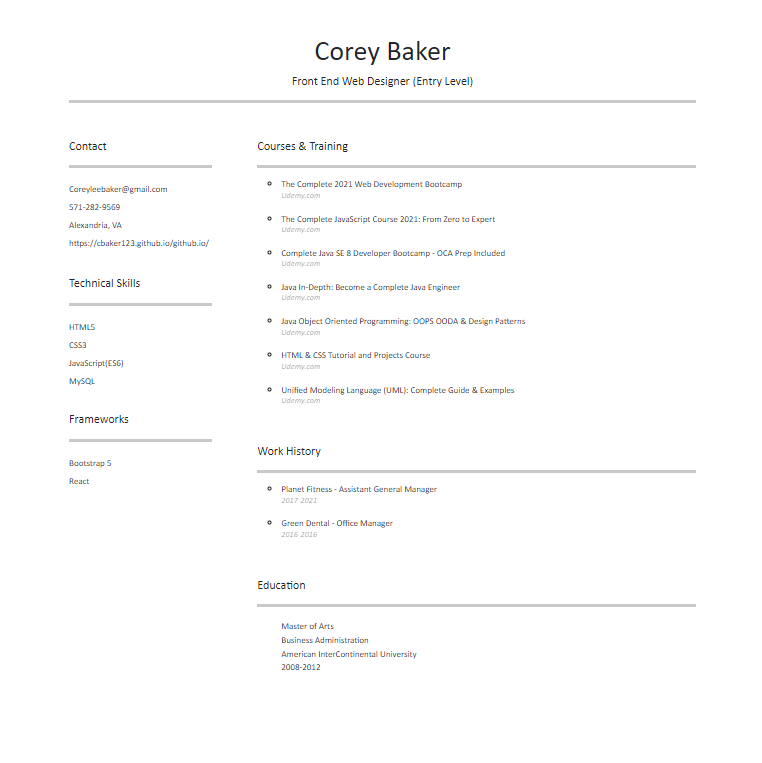 Corey Baker
Front End Web Designer (Entry Level)
Contact
Coreyleebaker@gmail.com
571-282-9569
Alexandria, VA
https://cbaker123.github.io/github.io/
Technical Skills
HTML5
CSS3
JavaScript(ES6)
MySQL
Frameworks
Bootstrap 5
React
Courses & Training
The Complete 2021 Web Development Bootcamp
Udemy.com
The Complete JavaScript Course 2021: From Zero to Expert
Udemy.com
Complete Java SE 8 Developer Bootcamp - OCA Prep Included
Udemy.com
Java In-Depth: Become a Complete Java Engineer
Udemy.com
Java Object Oriented Programming: OOPS OODA & Design Patterns
Udemy.com
HTML & CSS Tutorial and Projects Course
Udemy.com
Unified Modeling Language (UML): Complete Guide & Examples
Udemy.com
Work History
Planet Fitness - Assistant General Manager
2017-2021
Green Dental - Office Manager
2016-2016
Education
Master of Arts
Business Administration
American InterContinental University
2008-2012